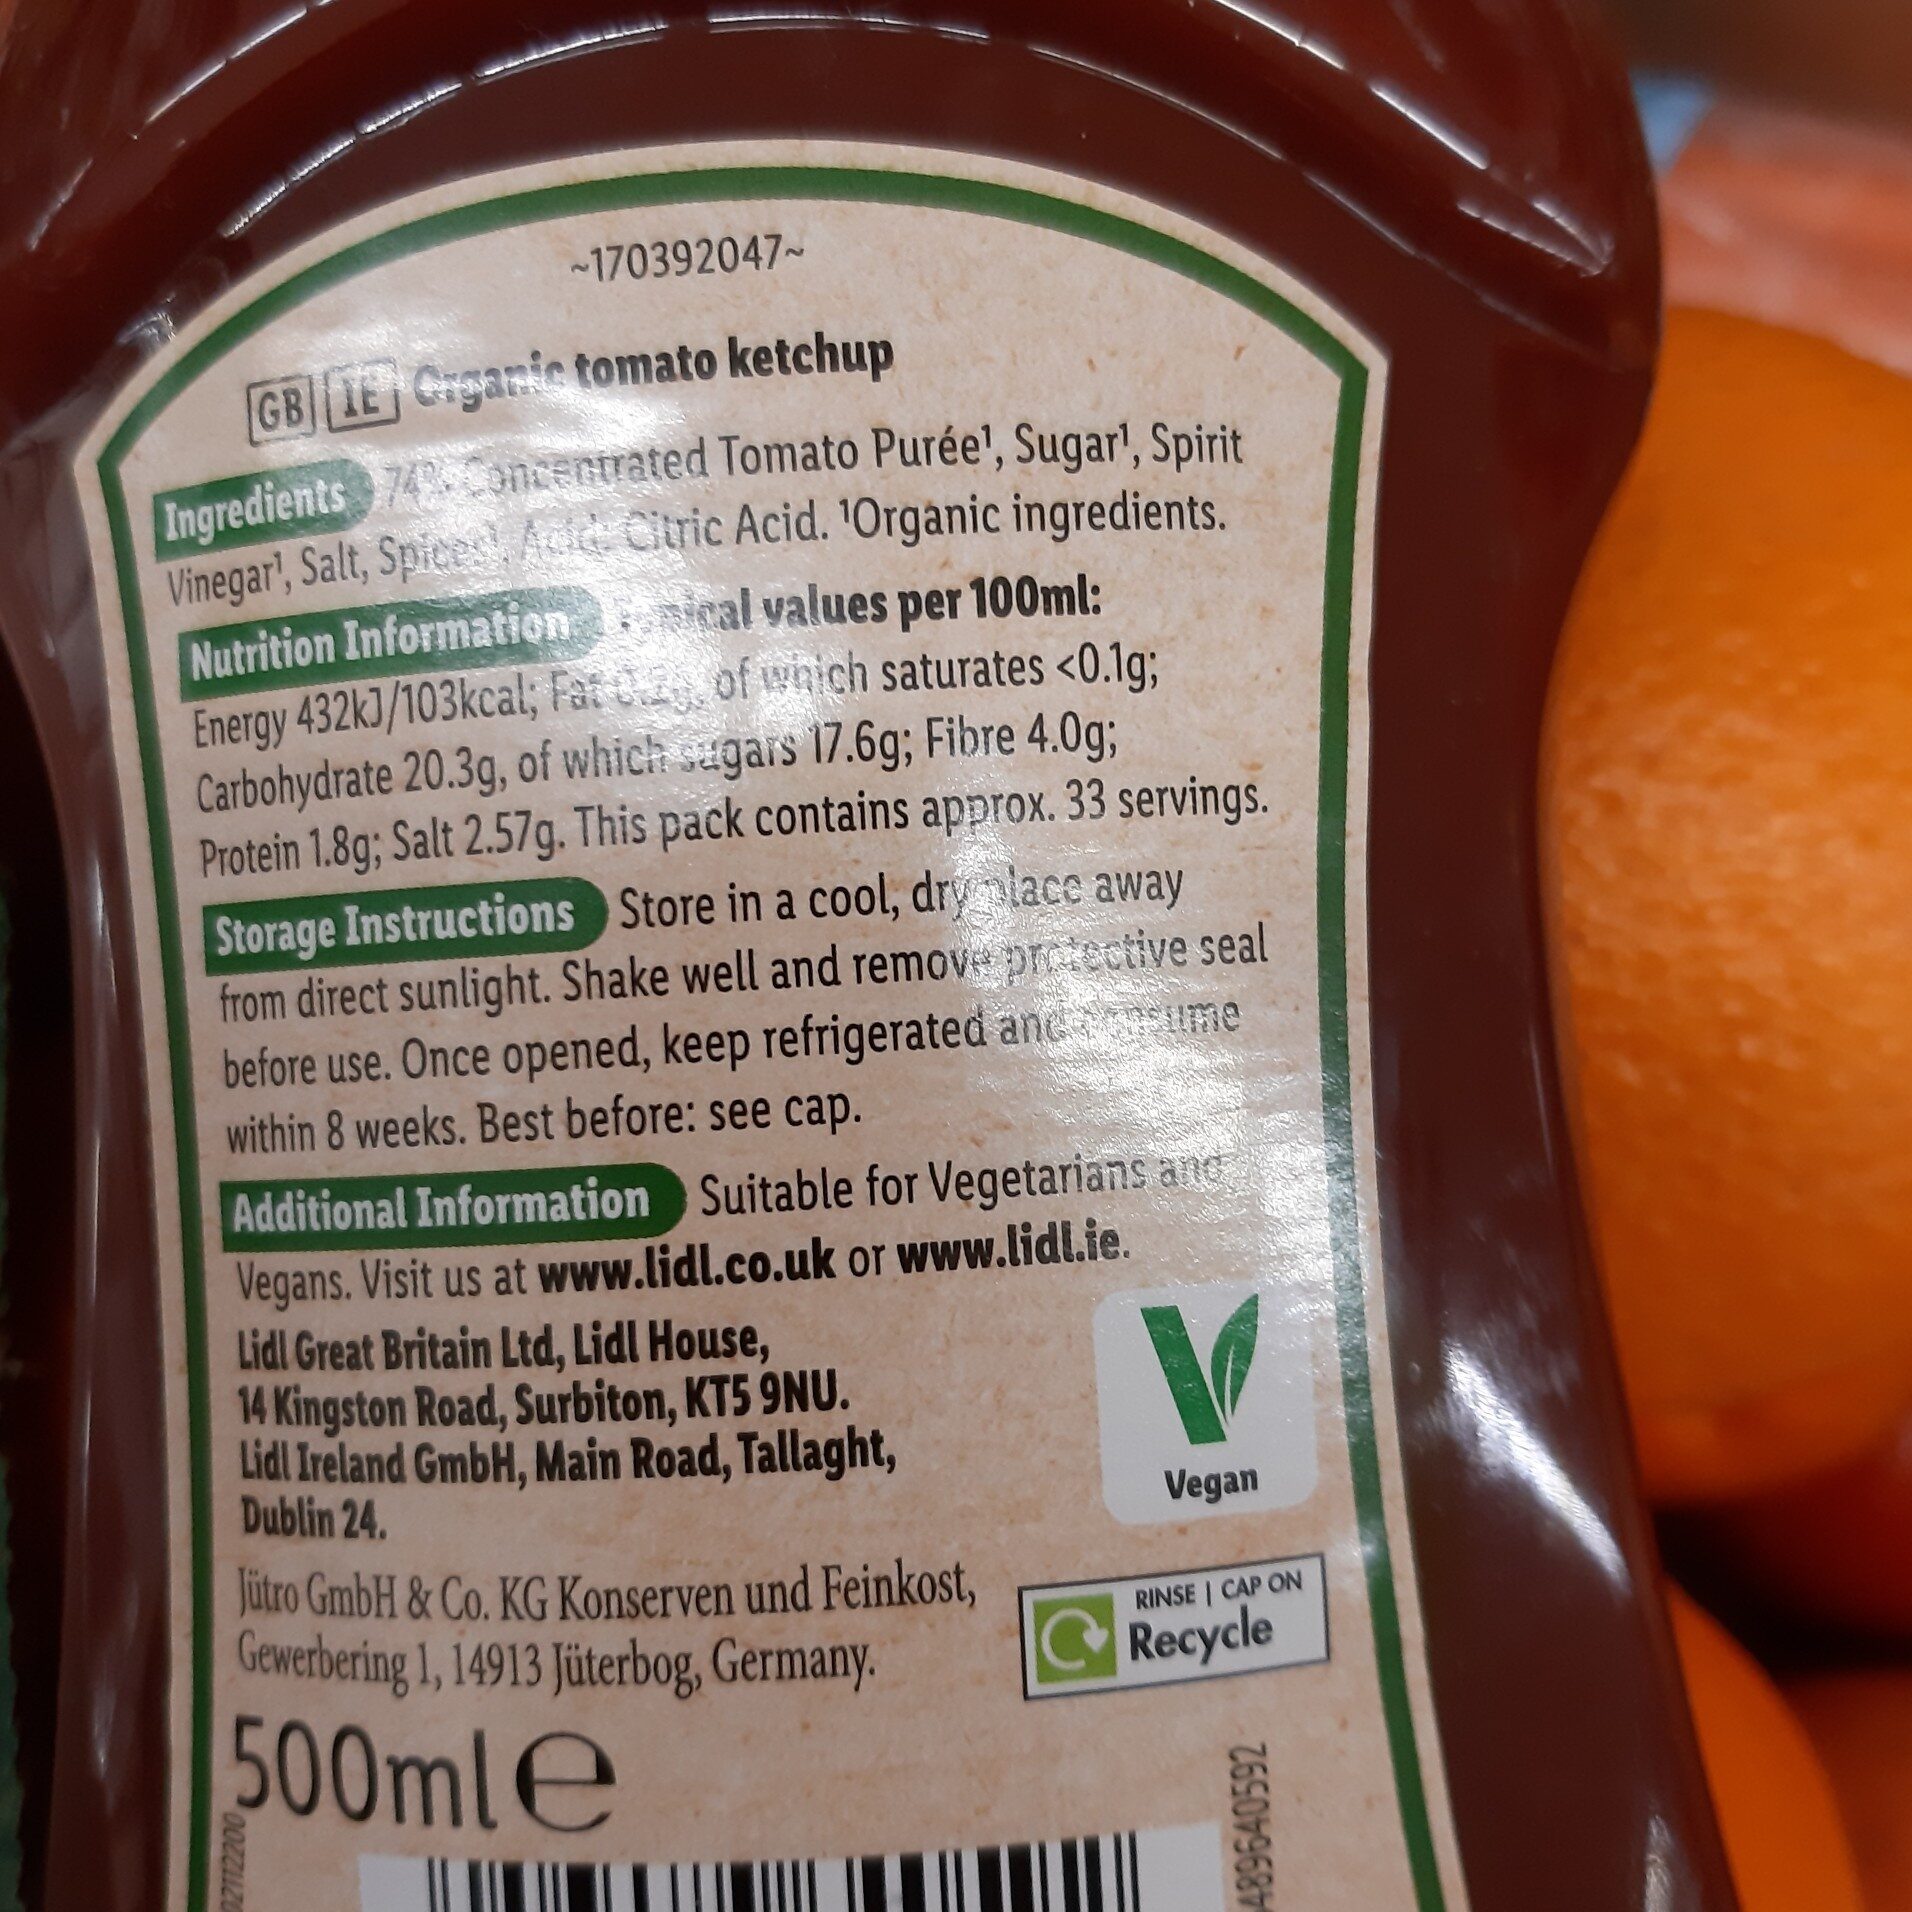 ~170392047~
GB IE Organic tomato ketchup
Ingredients 74% Concentrated Tomato Purée¹, Sugar¹, Spirit
Vinegar¹, Salt, Spices¹, Acid: Citric Acid. ¹Organic ingredients.
Nutrition Information Typical values per 100ml:
Energy 432kJ/103kcal; Fat 0.2g, of which saturates <0.1g;
Carbohydrate 20.3g, of which sugars 17.6g; Fibre 4.0g;
Protein 1.8g; Salt 2.57g. This pack contains approx. 33 servings.
Storage Instructions Store in a cool, dry place away
from direct sunlight. Shake well and remove protective seal
before use. Once opened, keep refrigerated and consume
within 8 weeks. Best before: see cap.
Additional Information Suitable for Vegetarians and
Vegans. Visit us at www.lidl.co.uk or www.lidl.ie.
Lidl Great Britain Ltd, Lidl House,
14 Kingston Road, Surbiton, KT5 9NU.
Lidl Ireland GmbH, Main Road, Tallaght,
Dublin 24.
Vegan
Jütro GmbH & Co. KG Konserven und Feinkost,
Gewerbering 1, 14913 Jüterbog, Germany.
RINSE | CAP ON
Recycle
500ml e